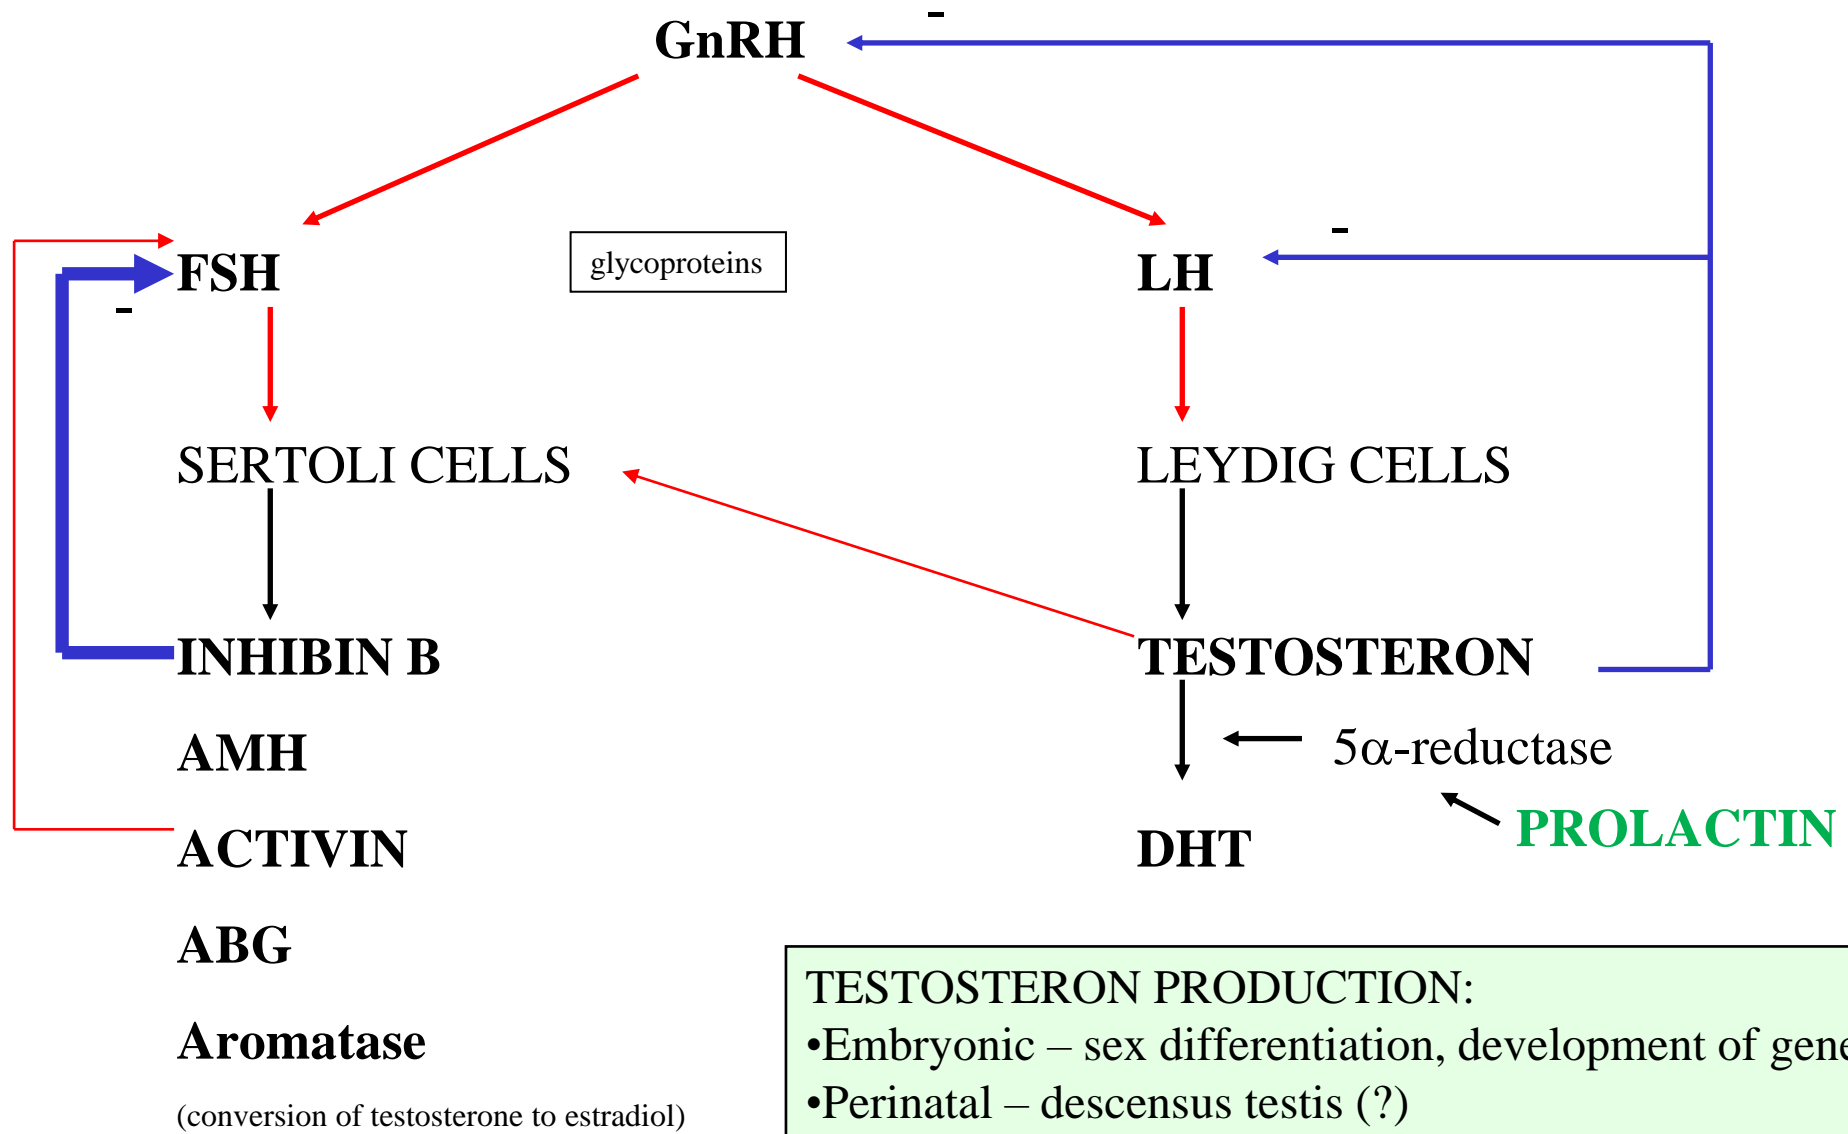 -
GnRH
-
FSH
glycoproteins
LH
-
SERTOLI CELLS
LEYDIG CELLS
INHIBIN B
TESTOSTERON
AMH
5α-reductase
ACTIVIN
DHT
PROLACTIN
ABG
TESTOSTERON PRODUCTION:
Aromatase
•Embryonic – sex differentiation, development of gene
•Perinatal – descensus testis (?)
(conversion of testosterone to estradiol)